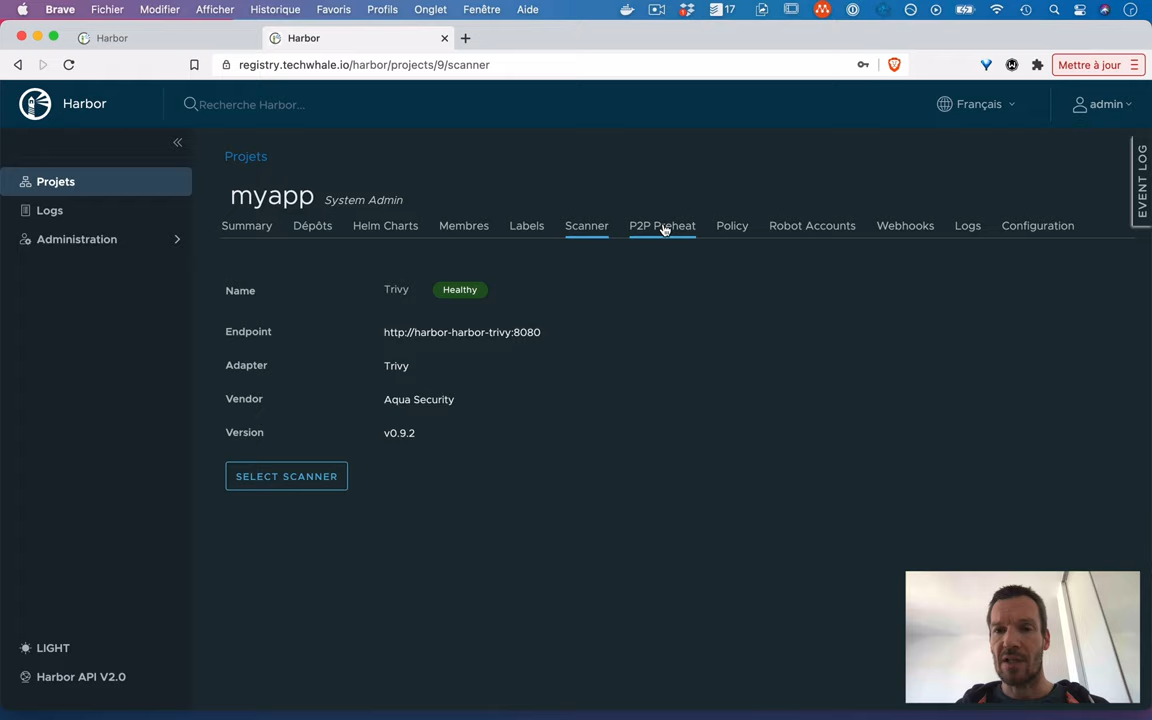 Brave Fichier Modifier Afficher Historique Favoris Profils Onglet Fenêtre Aide 17
Harbor
Harbor
registry.techwhale.io/harbor/projects/9/scanner
Mettre à jour
Harbor
Recherche Harbor...
Français
admin
EVENT LOG
Projets
Logs
Administration
Projets
myapp System Admin
Summary Dépôts Helm Charts Membres Labels Scanner P2P Preheat Policy Robot Accounts Webhooks Logs Configuration
Name Trivy Healthy
Endpoint http://harbor-harbor-trivy:8080
Adapter Trivy
Vendor Aqua Security
Version v0.9.2
SELECT SCANNER
LIGHT
Harbor API V2.0